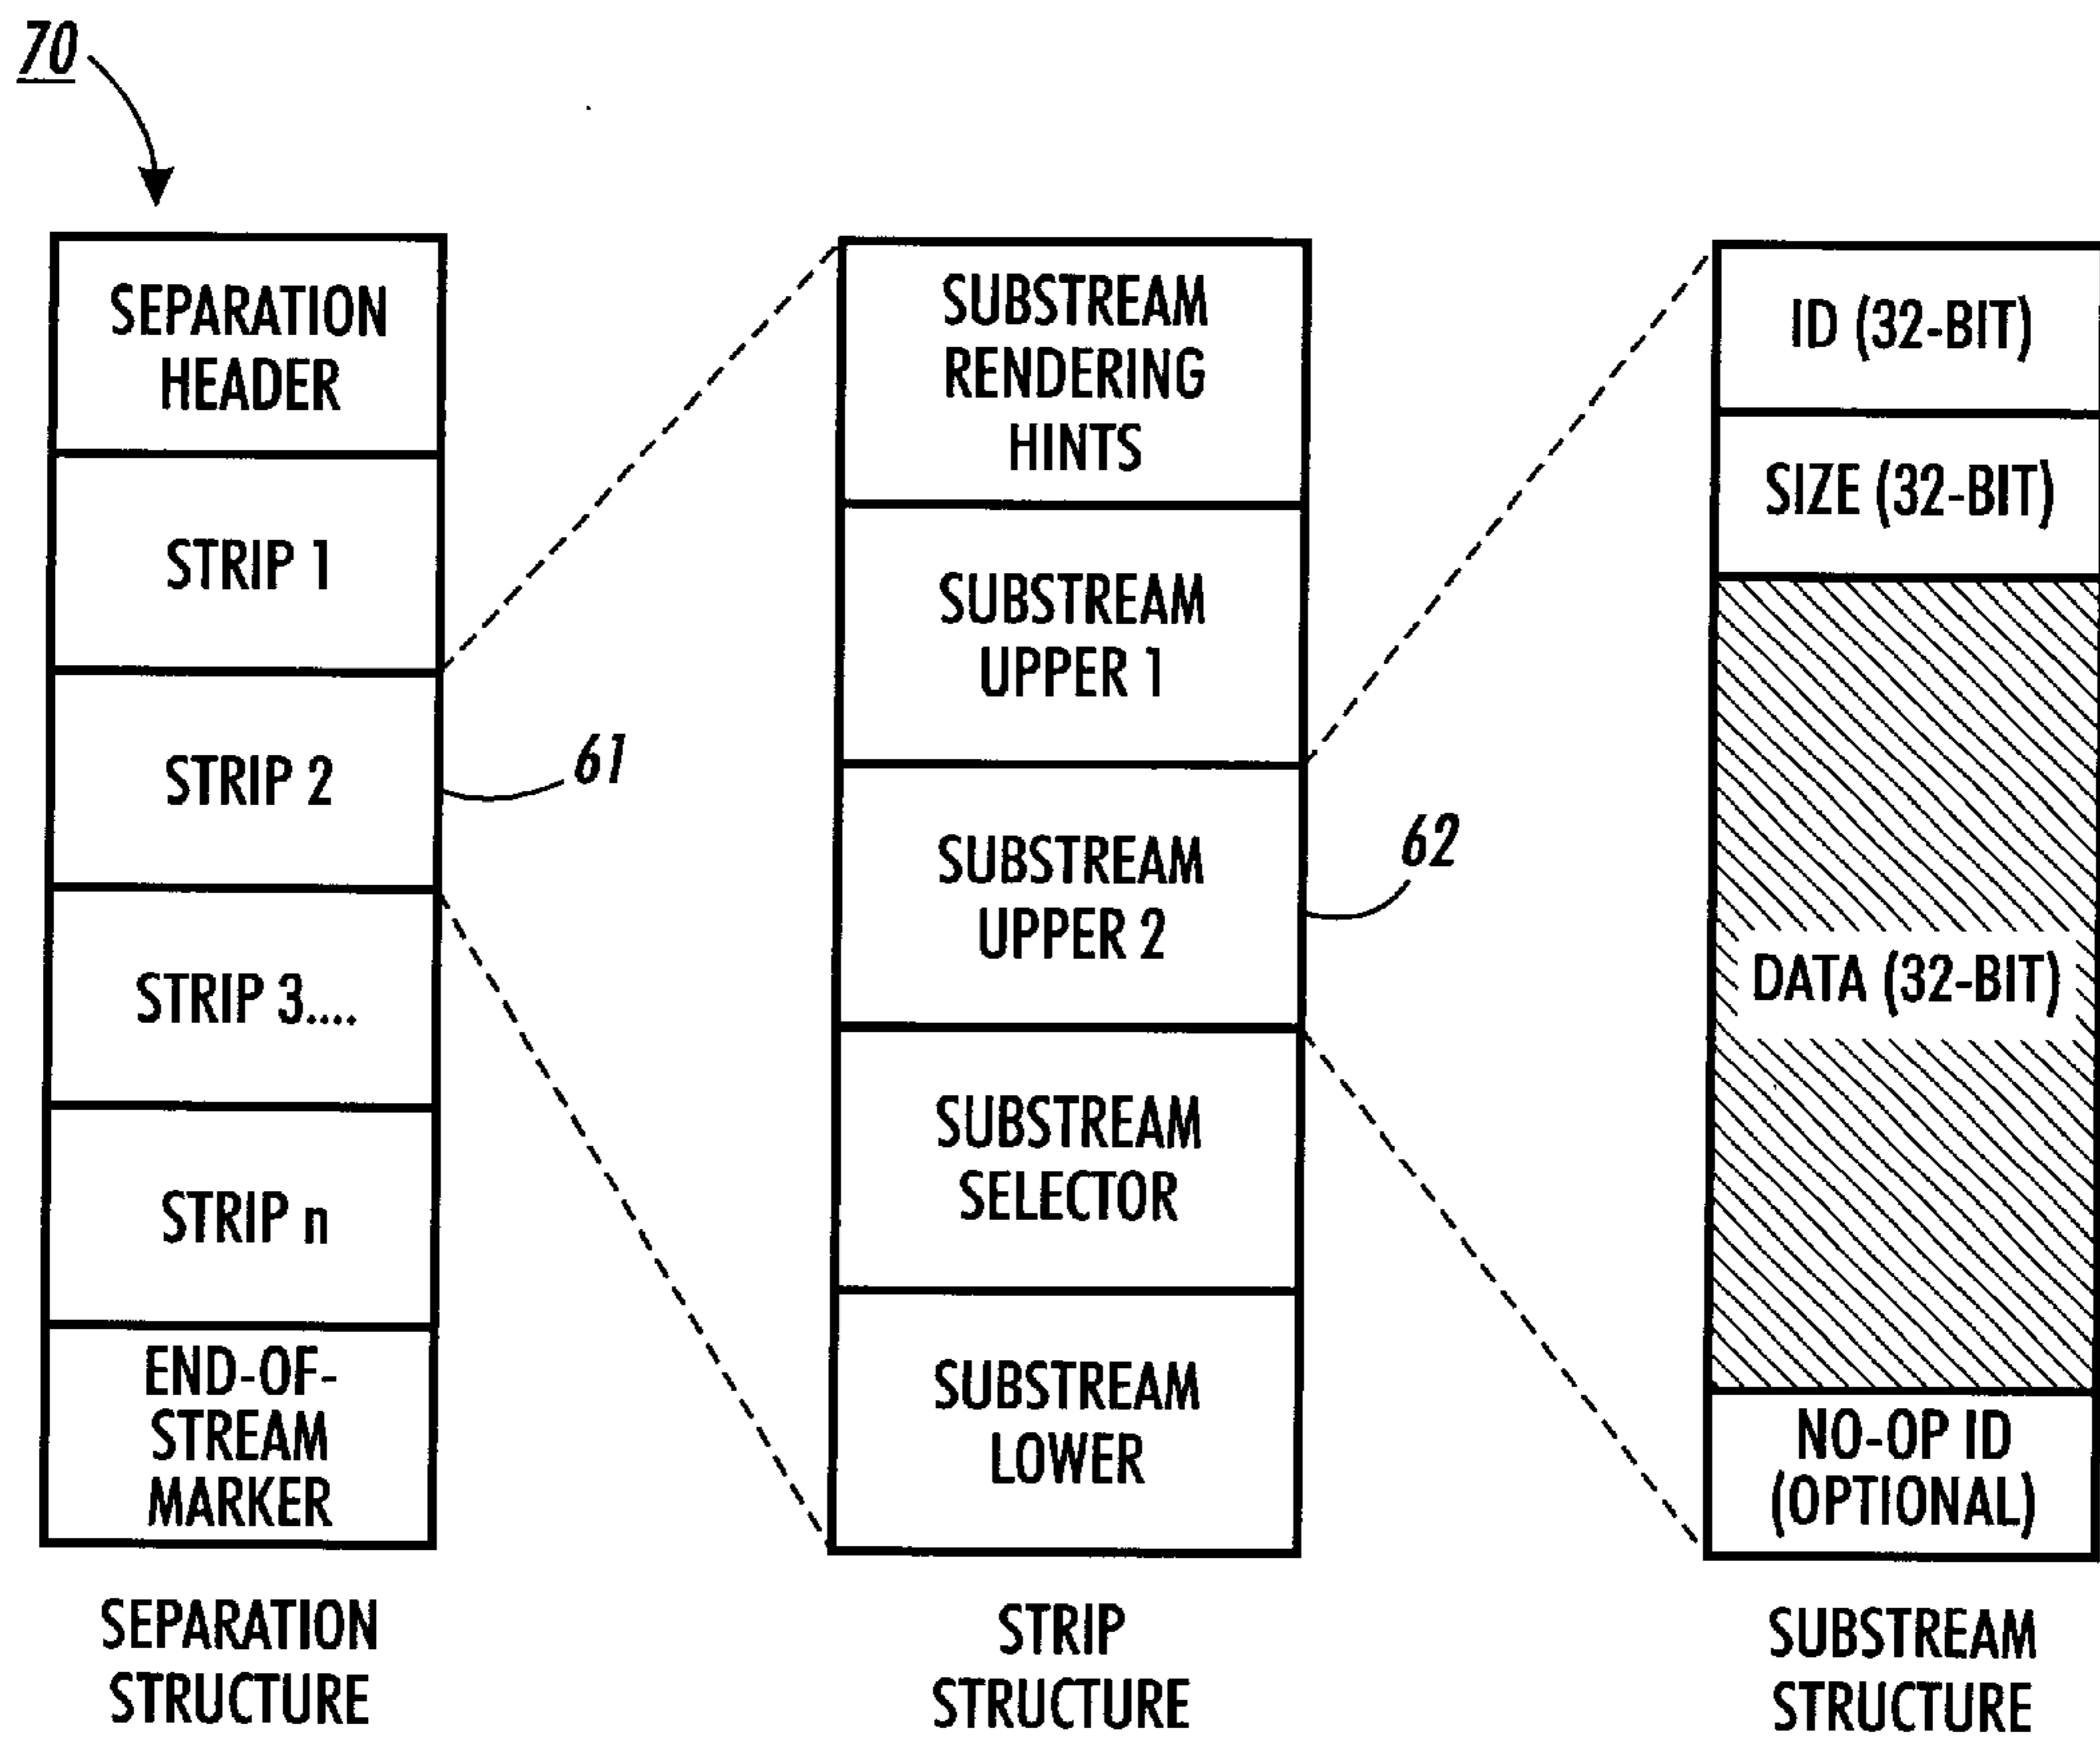 70
SEPARATION
HEADER
STRIP 1
STRIP 2
61
STRIP 3....
STRIP n
END-OF-
STREAM
MARKER
SEPARATION
STRUCTURE
SUBSTREAM
RENDERING
HINTS
SUBSTREAM
UPPER 1
SUBSTREAM
UPPER 2
62
SUBSTREAM
SELECTOR
SUBSTREAM
LOWER
STRIP
STRUCTURE
ID (32-BIT)
SIZE (32-BIT)
DATA (32-BIT)
NO-OP ID
(OPTIONAL)
SUBSTREAM
STRUCTURE